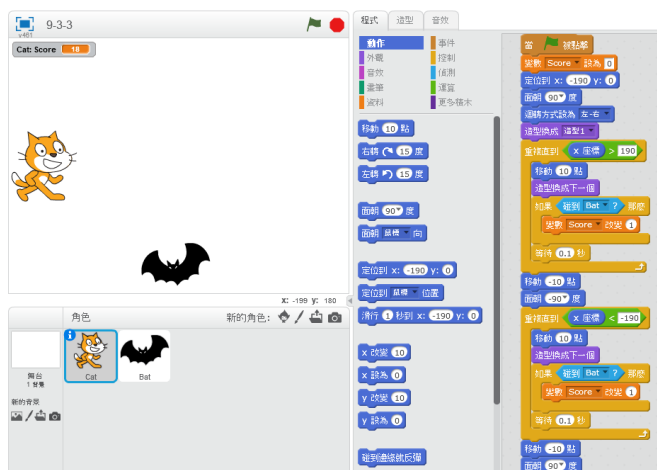 9-3-3
v461
Cat: Score 18
X: -199 y: 180
角色
新的角色:
舞台
1 背景
新的背景
Cat
Bat
程式
造型
音效
動作
事件
外觀
控制
音效
偵測
畫筆
運算
資料
更多積木
移動 10 點
右轉 15 度
左轉 15 度
面朝 90 度
面朝 鼠標 向
定位到 x: -190 y: 0
定位到 鼠標 位置
滑行 1 秒到 x: -190 y: 0
x 改變 10
x 設為 0
y 改變 10
y 設為 0
碰到邊緣就反彈
當 被點擊
變數 Score 設為 0
定位到 x: -190 y: 0
面朝 90 度
迴轉方式設為 左-右
造型換成 造型1
重複直到 x 座標 > 190
移動 10 點
造型換成下一個
如果 碰到 Bat ? 那麼
變數 Score 改變 1
等待 0.1 秒
移動 -10 點
面朝 -90 度
重複直到 x 座標 < -190
移動 10 點
造型換成下一個
如果 碰到 Bat ? 那麼
變數 Score 改變 1
等待 0.1 秒
移動 -10 點
面朝 90 度